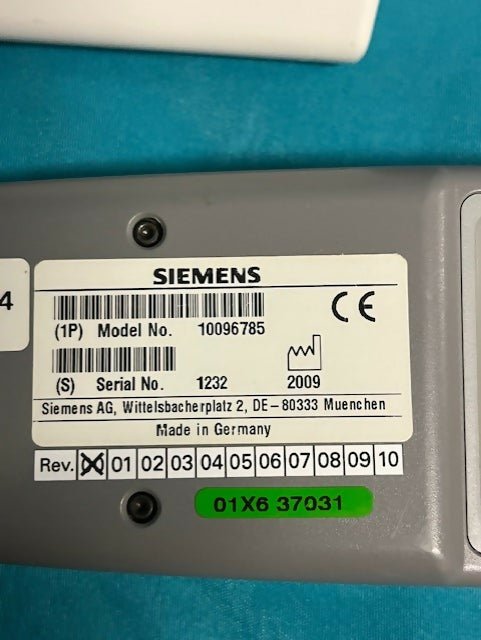 SIEMENS
(1P) Model No. 10096785
(S) Serial No. 1232
2009
Siemens AG, Wittelsbacherplatz 2, DE-80333 Muenchen
Made in Germany
4
Rev. 01 02 03 04 05 06 07 08 09 10
01X6 37031